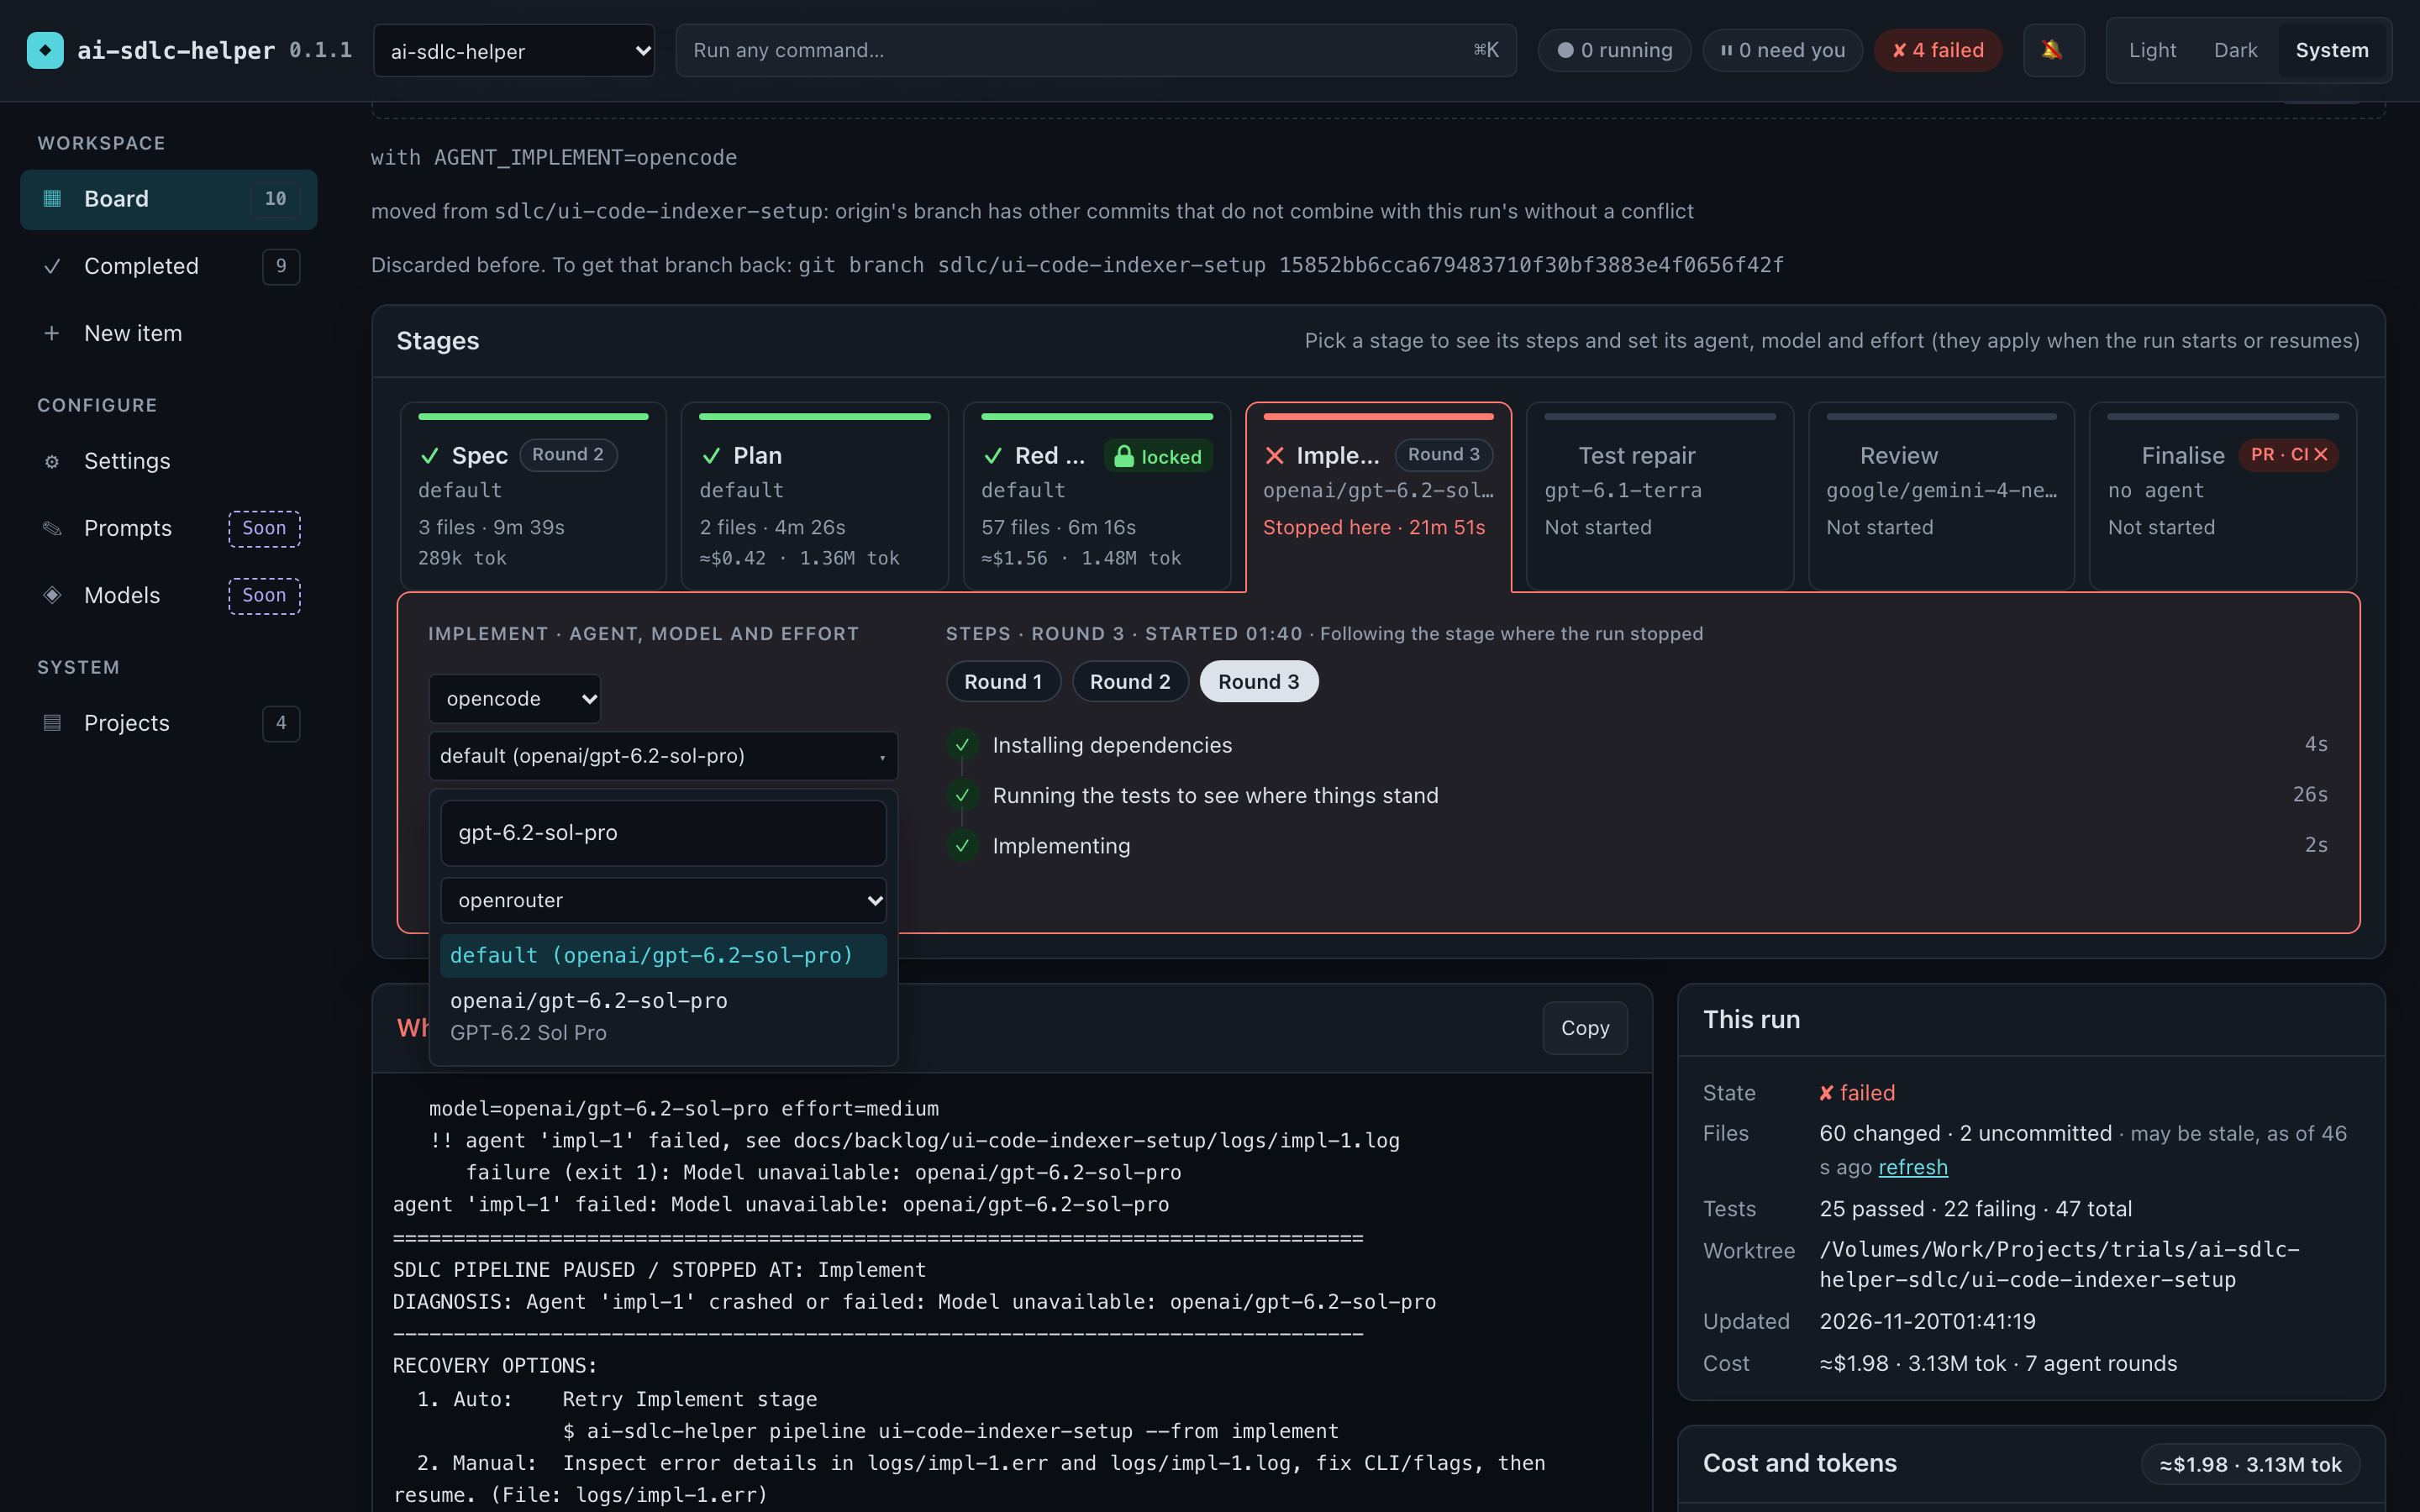 ai-sdlc-helper 0.1.1
ai-sdlc-helper
Run any command... ⌘K
0 running
0 need you
✘ 4 failed
Light Dark System
WORKSPACE
Board 10
Completed 9
New item
CONFIGURE
Settings
Prompts Soon
Models Soon
SYSTEM
Projects 4
with AGENT_IMPLEMENT=opencode
moved from sdlc/ui-code-indexer-setup: origin's branch has other commits that do not combine with this run's without a conflict
Discarded before. To get that branch back: git branch sdlc/ui-code-indexer-setup 15852bb6cca679483710f30bf3883e4f0656f42f
Stages
Pick a stage to see its steps and set its agent, model and effort (they apply when the run starts or resumes)
✓ Spec Round 2
default
3 files · 9m 39s
289k tok
✓ Plan
default
2 files · 4m 26s
≈$0.42 · 1.36M tok
✓ Red ... locked
default
57 files · 6m 16s
≈$1.56 · 1.48M tok
Imple... Round 3
openai/gpt-6.2-sol…
Stopped here · 21m 51s
Test repair
gpt-6.1-terra
Not started
Review
google/gemini-4-ne…
Not started
Finalise PR · CI ✕
no agent
Not started
IMPLEMENT · AGENT, MODEL AND EFFORT
opencode
default (openai/gpt-6.2-sol-pro)
gpt-6.2-sol-pro
openrouter
default (openai/gpt-6.2-sol-pro)
openai/gpt-6.2-sol-pro
GPT-6.2 Sol Pro
STEPS · ROUND 3 · STARTED 01:40 · Following the stage where the run stopped
Round 1 Round 2 Round 3
✓ Installing dependencies 4s
✓ Running the tests to see where things stand 26s
✓ Implementing 2s
Copy
model=openai/gpt-6.2-sol-pro effort=medium
!! agent 'impl-1' failed, see docs/backlog/ui-code-indexer-setup/logs/impl-1.log
failure (exit 1): Model unavailable: openai/gpt-6.2-sol-pro
agent 'impl-1' failed: Model unavailable: openai/gpt-6.2-sol-pro
================================================================================
SDLC PIPELINE PAUSED / STOPPED AT: Implement
DIAGNOSIS: Agent 'impl-1' crashed or failed: Model unavailable: openai/gpt-6.2-sol-pro
--------------------------------------------------------------------------------
RECOVERY OPTIONS:
1. Auto: Retry Implement stage
$ ai-sdlc-helper pipeline ui-code-indexer-setup --from implement
2. Manual: Inspect error details in logs/impl-1.err and logs/impl-1.log, fix CLI/flags, then
resume. (File: logs/impl-1.err)
This run
State ✘ failed
Files 60 changed · 2 uncommitted · may be stale, as of 46
s ago refresh
Tests 25 passed · 22 failing · 47 total
Worktree /Volumes/Work/Projects/trials/ai-sdlc-
helper-sdlc/ui-code-indexer-setup
Updated 2026-11-20T01:41:19
Cost ≈$1.98 · 3.13M tok · 7 agent rounds
Cost and tokens ≈$1.98 · 3.13M tok